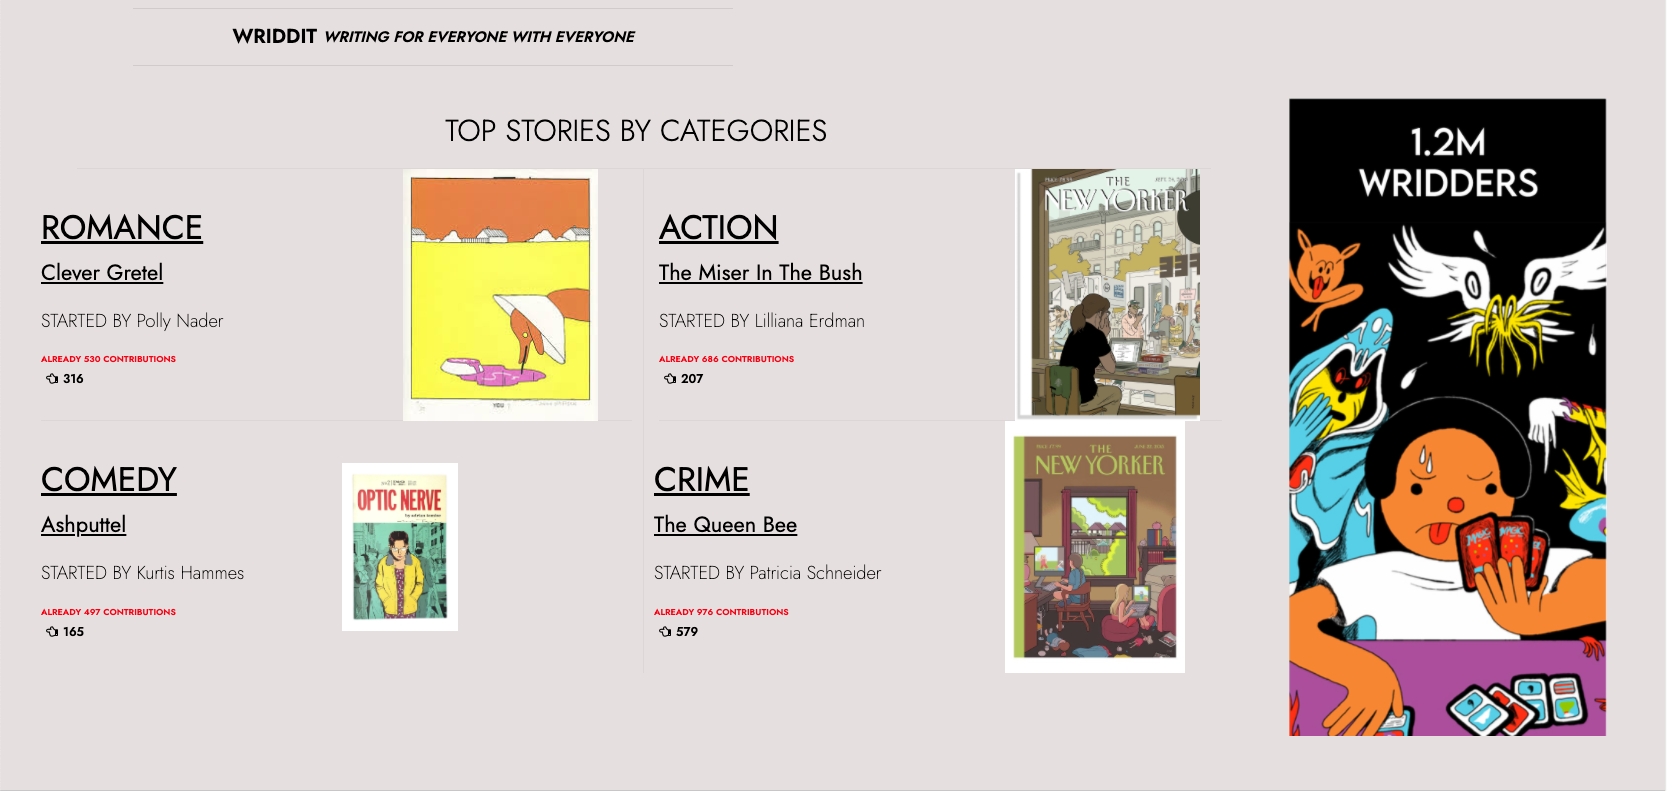 WRIDDIT WRITING FOR EVERYONE WITH EVERYONE
TOP STORIES BY CATEGORIES
ROMANCE
Clever Gretel
STARTED BY Polly Nader
ALREADY 530 CONTRIBUTIONS
316
YOU
ACTION
The Miser In The Bush
STARTED BY Lilliana Erdman
ALREADY 686 CONTRIBUTIONS
207
THE
NEW YORKER
COMEDY
Ashputtel
STARTED BY Kurtis Hammes
ALREADY 497 CONTRIBUTIONS
165
OPTIC NERVE
CRIME
The Queen Bee
STARTED BY Patricia Schneider
ALREADY 976 CONTRIBUTIONS
579
THE
NEW YORKER
1.2M
WRIDDERS
MAGIC